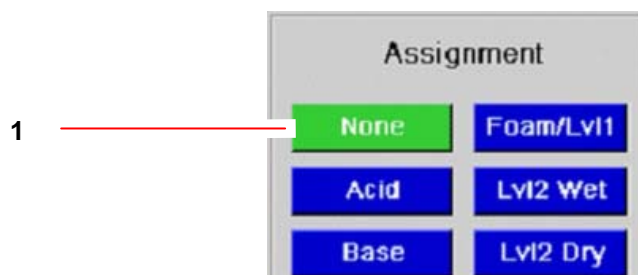 Assignment
1 None Foam/Lvl1
Acid Lvl2 Wet
Base Lvl2 Dry